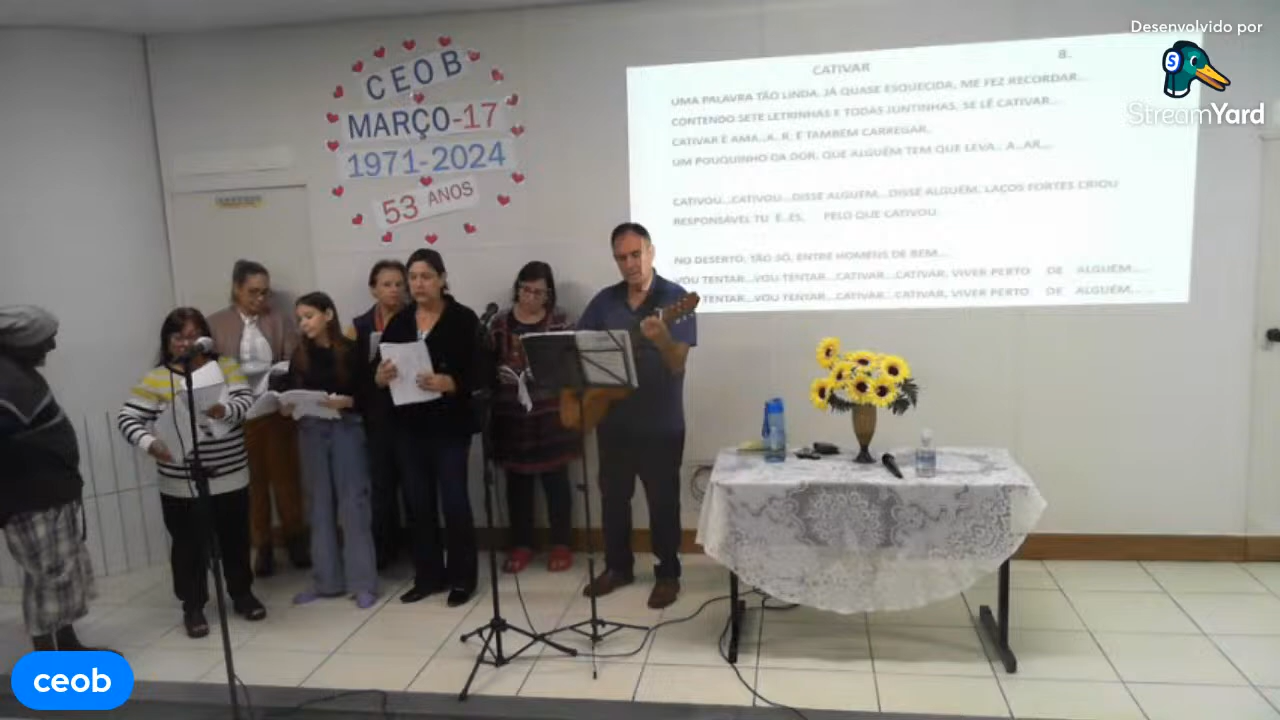 Desenvolvido por
StreamYard
CEOB
MARÇO-17
1971-2024
53 ANOS
CATIVAR
8.
UMA PALAVRA TÃO LINDA, JÁ QUASE ESQUECIDA, ME FEZ RECORDAR...
CONTENDO SETE LETRINHAS E TODAS JUNTINHAS, SE LÊ CATIVAR...
CATIVAR É AMA..A..R, E TAMBEM CARREGAR,
UM POUQUINHO DA DOR, QUE ALGUÉM TEM QUE LEVA.. A..AR...
CATIVOU...CATIVOU...DISSE ALGUEM...DISSE ALGUÉM, LAÇOS FORTES CRIOU
RESPONSÁVEL TU E..ÉS, PELO QUE CATIVOU.
NO DESERTO, TÃO SÓ, ENTRE HOMENS DE BEM...
VOU TENTAR...VOU TENTAR...CATIVAR...CATIVAR, VIVER PERTO DE ALGUÉM...
TENTAR...VOU TENTAR...CATIVAR...CATIVAR, VIVER PERTO DE ALGUÉM...
ceob